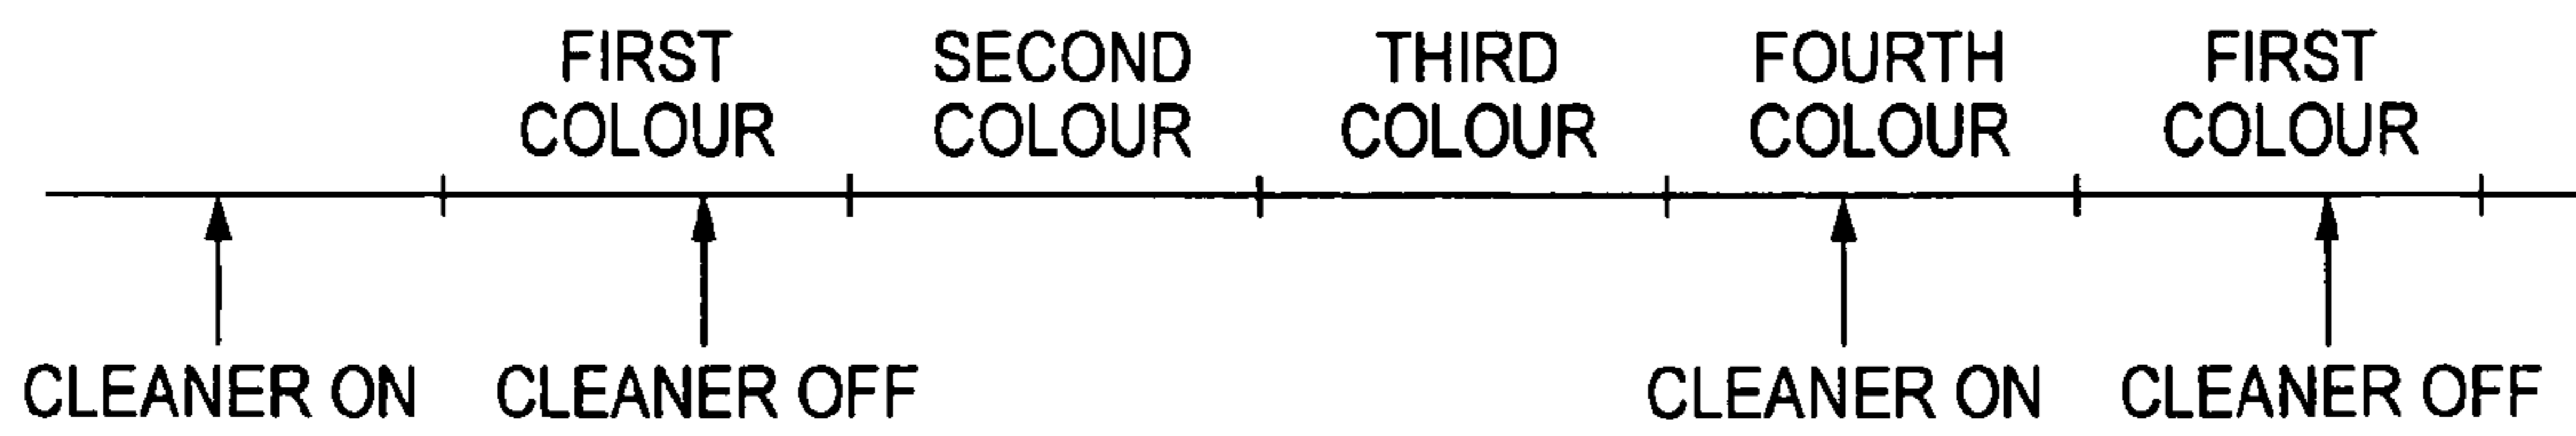 FIRST
COLOUR
SECOND
COLOUR
THIRD
COLOUR
FOURTH
COLOUR
FIRST
COLOUR
CLEANER ON
CLEANER OFF
CLEANER ON
CLEANER OFF